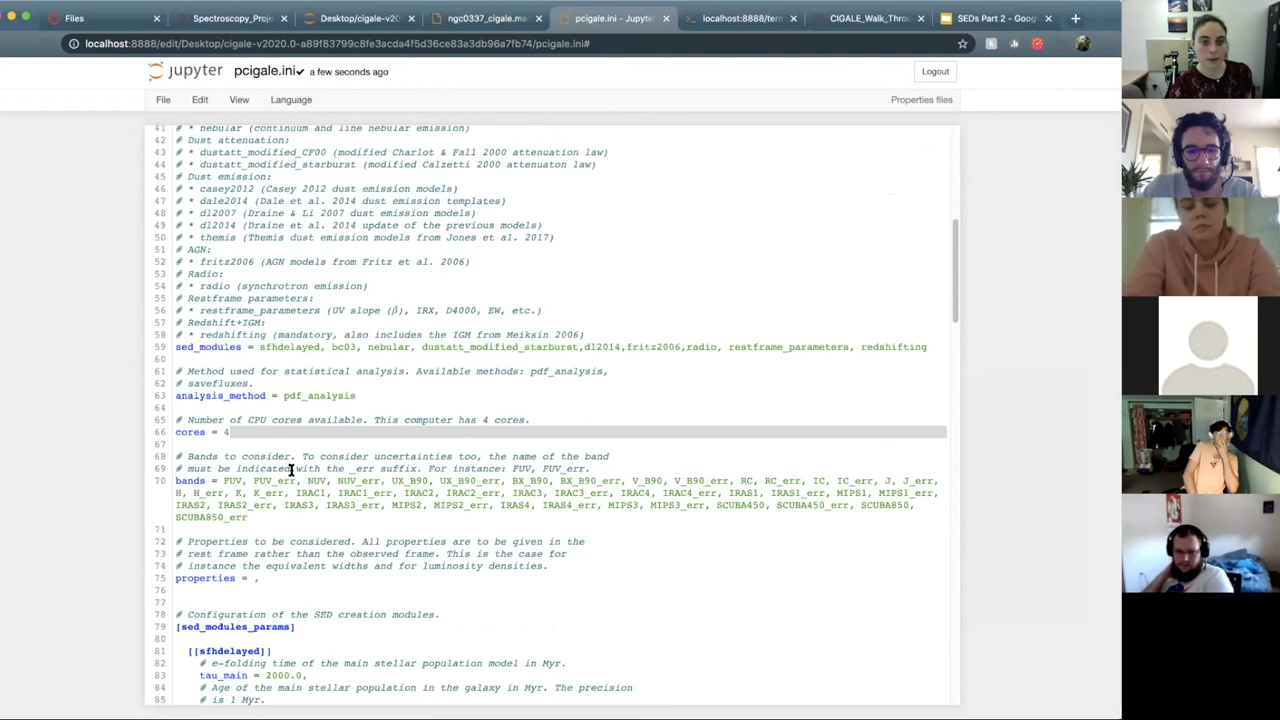 Files
Spectroscopy_Proje
Desktop/cigale-v2020.0
ngc0337_cigale.mas
pcigale.ini - Jupyte
localhost:8888/term
CIGALE_Walk_Throu
SEDs Part 2 - Googl
localhost:8888/edit/Desktop/cigale-v2020.0-a89f83799c8fe3acda4f5d36ce83a3db96a7fb74/pcigale.ini#
jupyter pcigale.ini✓ a few seconds ago
Logout
File Edit View Language
Properties files
41 # * nebular (continuum and line nebular emission)
42 # Dust attenuation:
43 # * dustatt_modified_CF00 (modified Charlot & Fall 2000 attenuation law)
44 # * dustatt_modified_starburst (modified Calzetti 2000 attenuaton law)
45 # Dust emission:
46 # * casey2012 (Casey 2012 dust emission models)
47 # * dale2014 (Dale et al. 2014 dust emission templates)
48 # * dl2007 (Draine & Li 2007 dust emission models)
49 # * dl2014 (Draine et al. 2014 update of the previous models)
50 # * themis (Themis dust emission models from Jones et al. 2017)
51 # AGN:
52 # * fritz2006 (AGN models from Fritz et al. 2006)
53 # Radio:
54 # * radio (synchrotron emission)
55 # Restframe parameters:
56 # * restframe_parameters (UV slope (β), IRX, D4000, EW, etc.)
57 # Redshift+IGM:
58 # * redshifting (mandatory, also includes the IGM from Meiksin 2006)
59 sed_modules = sfhdelayed, bc03, nebular, dustatt_modified_starburst,dl2014,fritz2006,radio, restframe_parameters, redshifting
60
61 # Method used for statistical analysis. Available methods: pdf_analysis,
62 # savefluxes.
63 analysis_method = pdf_analysis
64
65 # Number of CPU cores available. This computer has 4 cores.
66 cores = 4
67
68 # Bands to consider. To consider uncertainties too, the name of the band
69 # must be indicated with the _err suffix. For instance: FUV, FUV_err.
70 bands = FUV, FUV_err, NUV, NUV_err, UX_B90, UX_B90_err, BX_B90, BX_B90_err, V_B90, V_B90_err, RC, RC_err, IC, IC_err, J, J_err,
H, H_err, K, K_err, IRAC1, IRAC1_err, IRAC2, IRAC2_err, IRAC3, IRAC3_err, IRAC4, IRAC4_err, IRAS1, IRAS1_err, MIPS1, MIPS1_err,
IRAS2, IRAS2_err, IRAS3, IRAS3_err, MIPS2, MIPS2_err, IRAS4, IRAS4_err, MIPS3, MIPS3_err, SCUBA450, SCUBA450_err, SCUBA850,
SCUBA850_err
71
72 # Properties to be considered. All properties are to be given in the
73 # rest frame rather than the observed frame. This is the case for
74 # instance the equivalent widths and for luminosity densities.
75 properties = ,
76
77
78 # Configuration of the SED creation modules.
79 [sed_modules_params]
80
81 [[sfhdelayed]]
82 # e-folding time of the main stellar population model in Myr.
83 tau_main = 2000.0,
84 # Age of the main stellar population in the galaxy in Myr. The precision
85 # is 1 Myr.